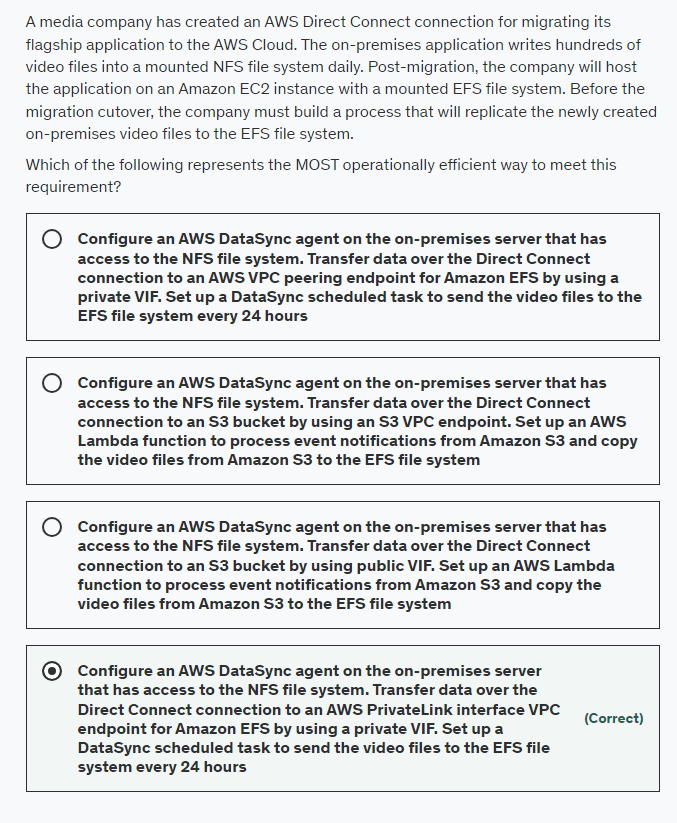 A media company has created an AWS Direct Connect connection for migrating its
flagship application to the AWS Cloud. The on-premises application writes hundreds of
video files into a mounted NFS file system daily. Post-migration, the company will host
the application on an Amazon EC2 instance with a mounted EFS file system. Before the
migration cutover, the company must build a process that will replicate the newly created
on-premises video files to the EFS file system.
Which of the following represents the MOST operationally efficient way to meet this
requirement?
Configure an AWS DataSync agent on the on-premises server that has
access to the NFS file system. Transfer data over the Direct Connect
connection to an AWS VPC peering endpoint for Amazon EFS by using a
private VIF. Set up a DataSync scheduled task to send the video files to the
EFS file system every 24 hours
Configure an AWS DataSync agent on the on-premises server that has
access to the NFS file system. Transfer data over the Direct Connect
connection to an S3 bucket by using an S3 VPC endpoint. Set up an AWS
Lambda function to process event notifications from Amazon S3 and copy
the video files from Amazon S3 to the EFS file system
Configure an AWS DataSync agent on the on-premises server that has
access to the NFS file system. Transfer data over the Direct Connect
connection to an S3 bucket by using public VIF. Set up an AWS Lambda
function to process event notifications from Amazon S3 and copy the
video files from Amazon S3 to the EFS file system
Configure an AWS DataSync agent on the on-premises server
that has access to the NFS file system. Transfer data over the
Direct Connect connection to an AWS PrivateLink interface VPC
endpoint for Amazon EFS by using a private VIF. Set up a
DataSync scheduled task to send the video files to the EFS file
system every 24 hours
(Correct)